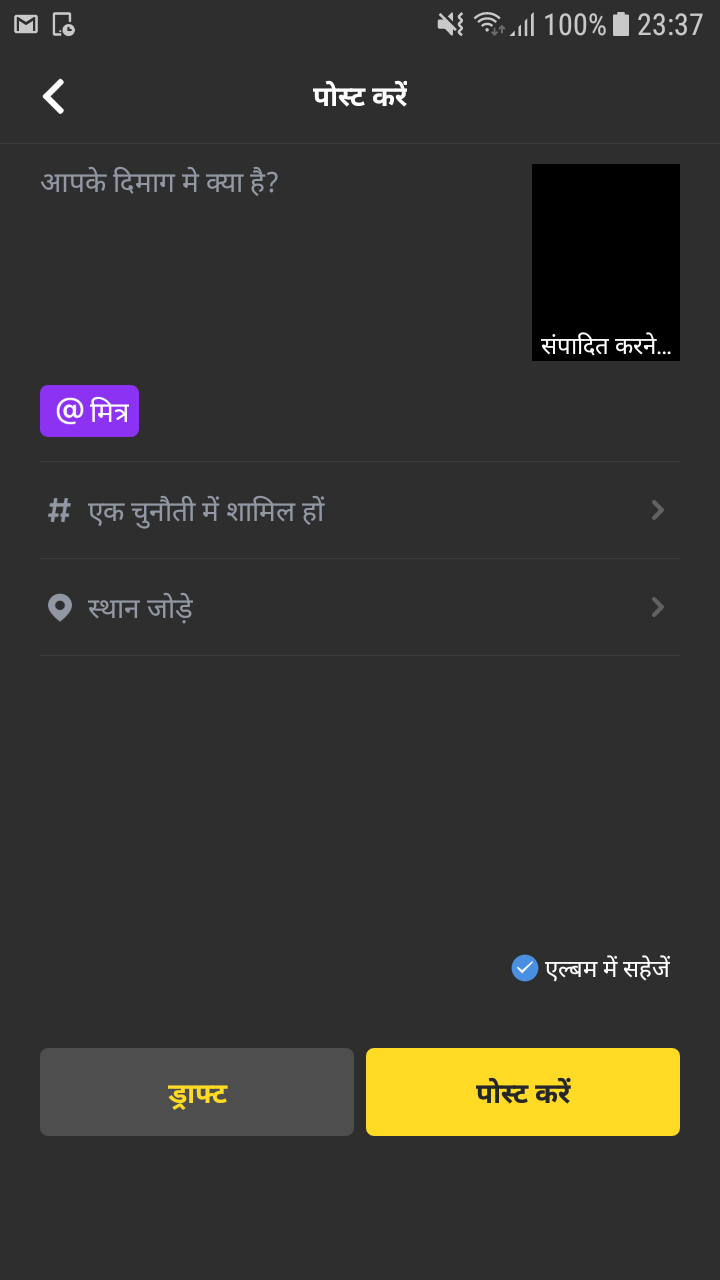 100% 23:37
पोस्ट करें
आपके दिमाग मे क्या है?
संपादित करने...
@ मित्र
# एक चुनौती में शामिल हों
स्थान जोड़े
एल्बम में सहेजें
ड्राफ्ट
पोस्ट करें